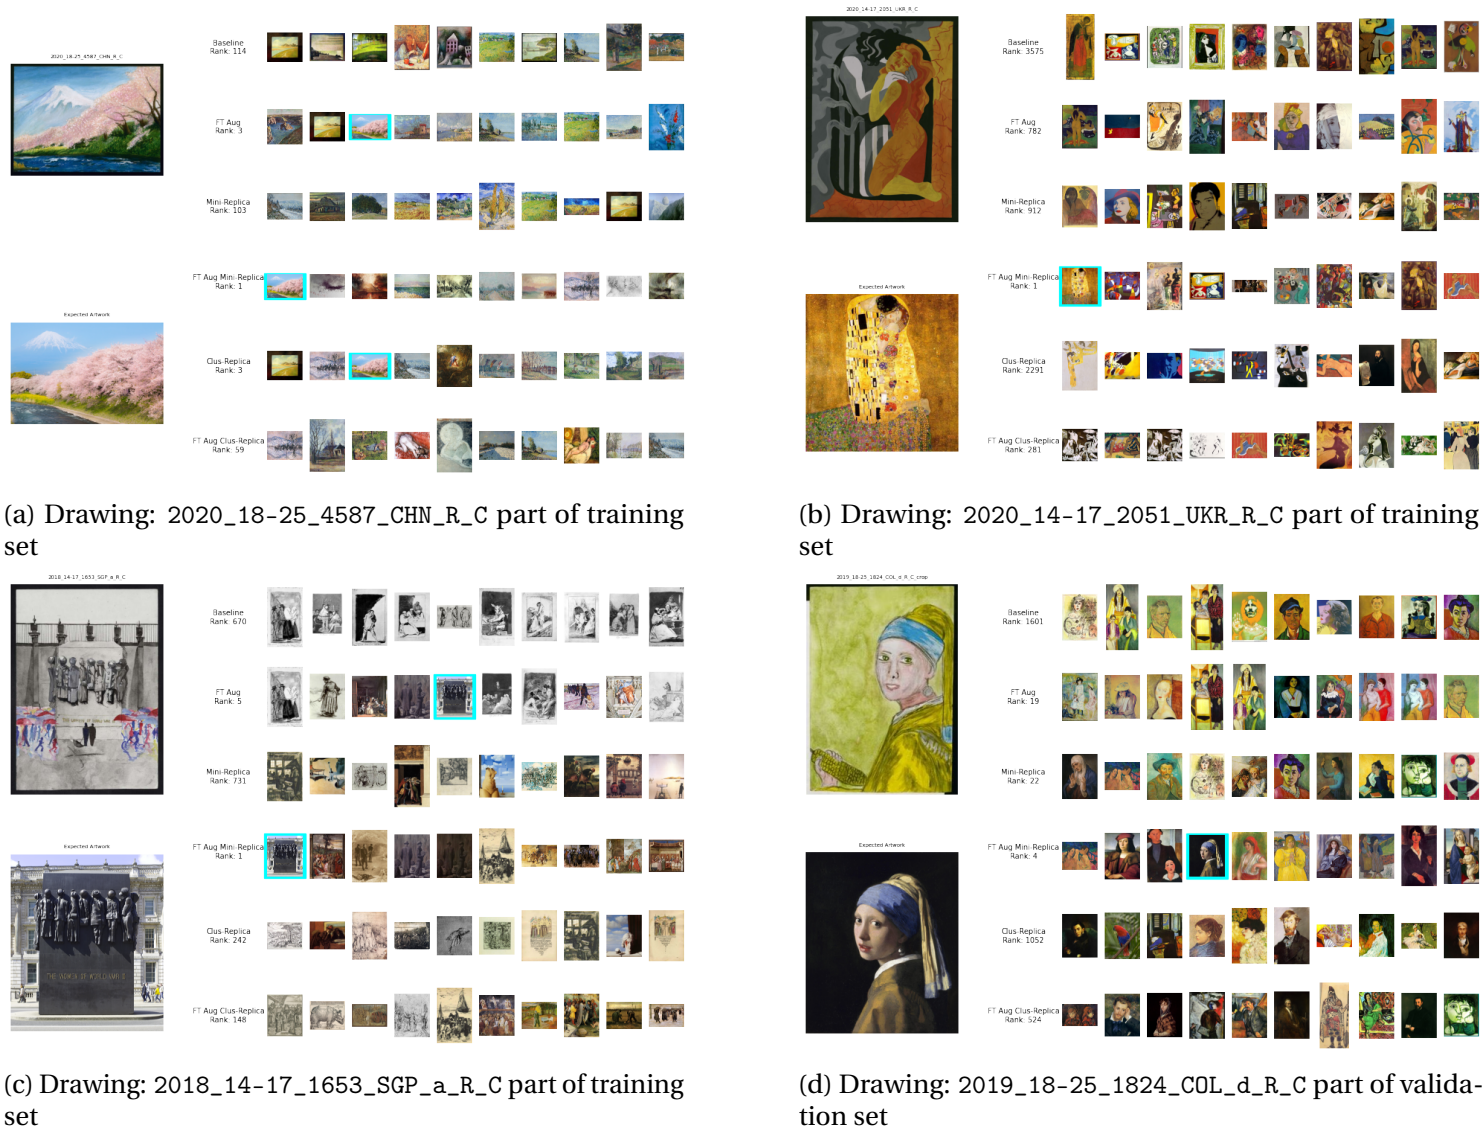 2020_18-25_4587_CHN_R_C
Baseline
Rank: 114
FT Aug
Rank: 3
Mini-Replica
Rank: 103
FT Aug Mini-Replica
Rank: 1
Expected Artwork
Clus-Replica
Rank: 3
FT Aug Clus-Replica
Rank: 59
(a) Drawing: 2020_18-25_4587_CHN_R_C part of training
set
2020_14-17_2051_UKR_R_C
Baseline
Rank: 3575
FT Aug
Rank: 782
Mini-Replica
Rank: 912
FT Aug Mini-Replica
Rank: 1
Expected Artwork
Clus-Replica
Rank: 2291
FT Aug Clus-Replica
Rank: 281
(b) Drawing: 2020_14-17_2051_UKR_R_C part of training
set
2018_14-17_1653_SGP_a_R_C
Baseline
Rank: 670
FT Aug
Rank: 5
Mini-Replica
Rank: 731
FT Aug Mini-Replica
Rank: 1
Expected Artwork
Clus-Replica
Rank: 242
FT Aug Clus-Replica
Rank: 148
(c) Drawing: 2018_14-17_1653_SGP_a_R_C part of training
set
2019_18-25_1824_COL_d_R_C_crop
Baseline
Rank: 1601
FT Aug
Rank: 19
Mini-Replica
Rank: 22
FT Aug Mini-Replica
Rank: 4
Expected Artwork
Clus-Replica
Rank: 1052
FT Aug Clus-Replica
Rank: 524
(d) Drawing: 2019_18-25_1824_COL_d_R_C part of valida-
tion set